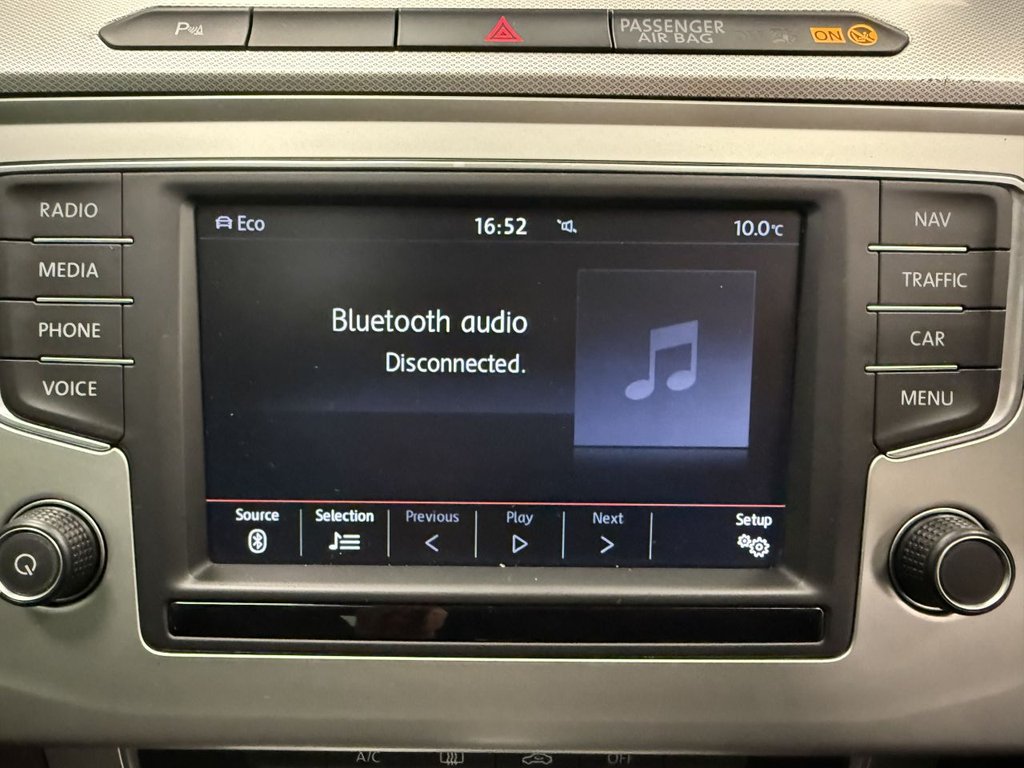 P
PASSENGER
AIR BAG
ON
RADIO
MEDIA
PHONE
VOICE
Eco
16:52
10.0°C
Bluetooth audio
Disconnected.
Source
Selection
Previous
Play
Next
Setup
NAV
TRAFFIC
CAR
MENU
A/C
OFF